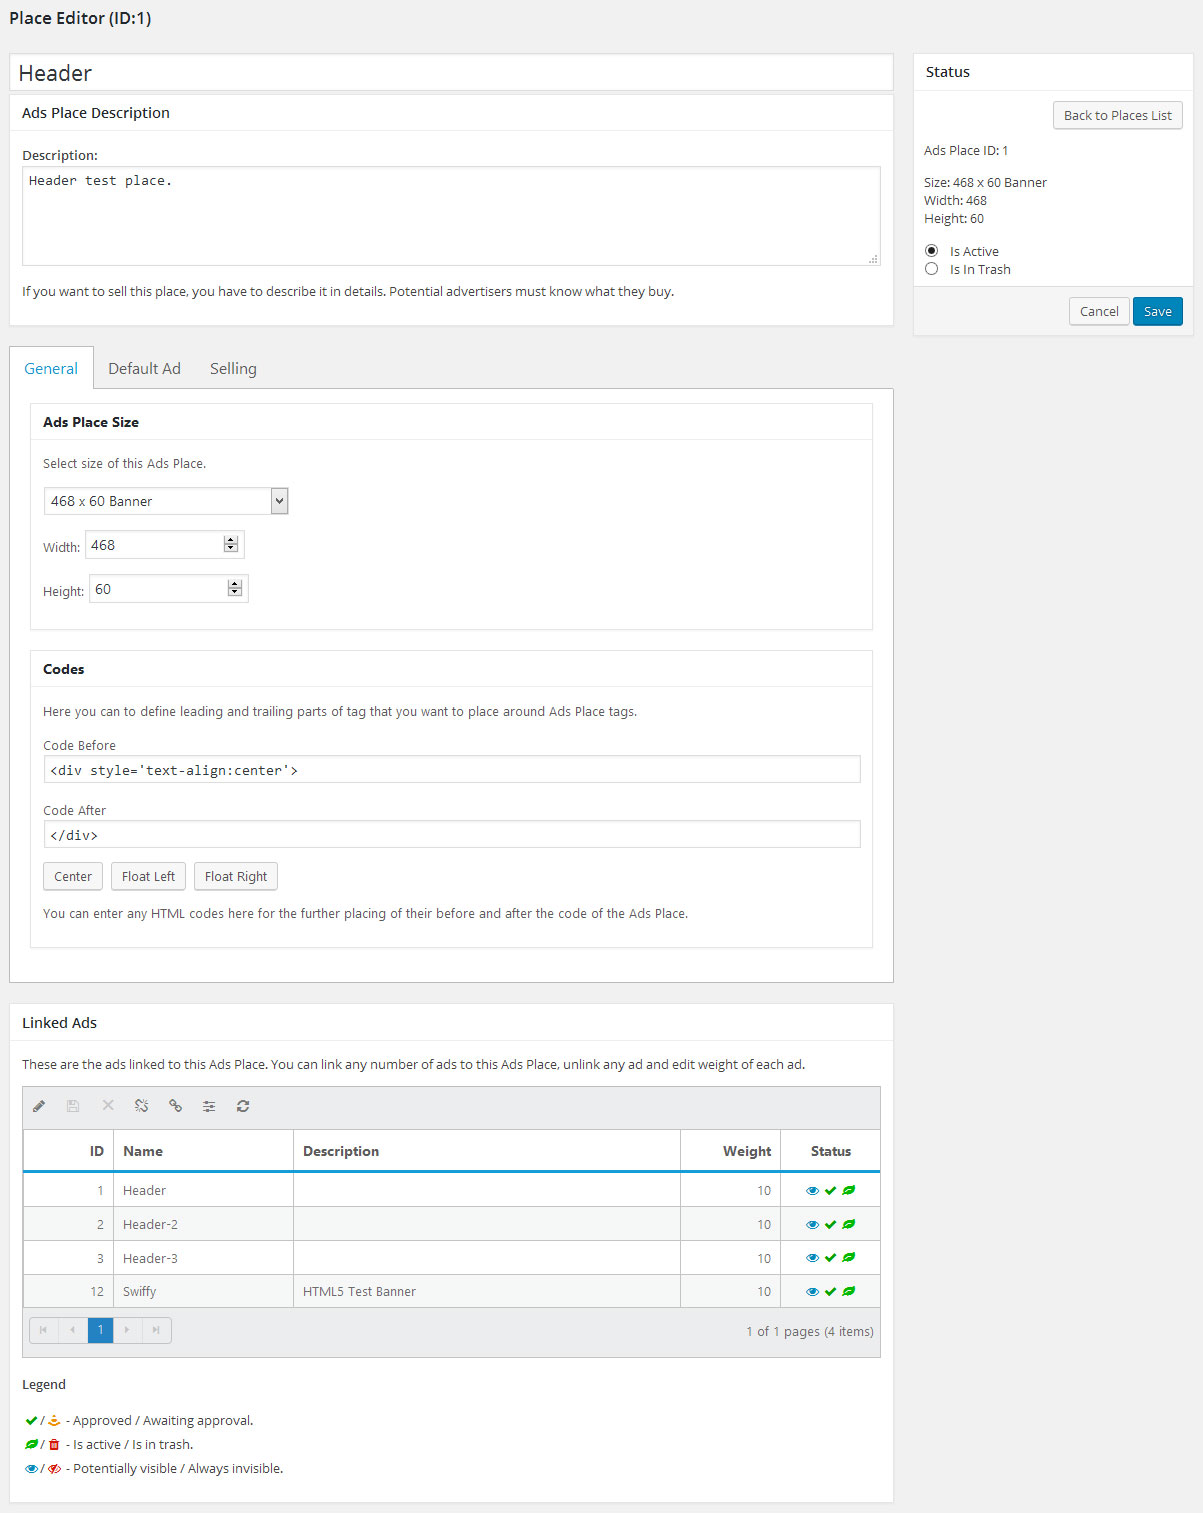 Place Editor (ID:1)
Header
Ads Place Description
Description:
Header test place.
If you want to sell this place, you have to describe it in details. Potential advertisers must know what they buy.
Status
Back to Places List
Ads Place ID: 1
Size: 468 x 60 Banner
Width: 468
Height: 60
Is Active
Is In Trash
Cancel Save
General Default Ad Selling
Ads Place Size
Select size of this Ads Place.
468 x 60 Banner
Width: 468
Height: 60
Codes
Here you can to define leading and trailing parts of tag that you want to place around Ads Place tags.
Code Before
<div style='text-align:center'>
Code After
</div>
Center Float Left Float Right
You can enter any HTML codes here for the further placing of their before and after the code of the Ads Place.
Linked Ads
These are the ads linked to this Ads Place. You can link any number of ads to this Ads Place, unlink any ad and edit weight of each ad.
ID Name Description Weight Status
1 Header 10
2 Header-2 10
3 Header-3 10
12 Swiffy HTML5 Test Banner 10
1 1 of 1 pages (4 items)
Legend
/ - Approved / Awaiting approval.
/ - Is active / Is in trash.
/ - Potentially visible / Always invisible.